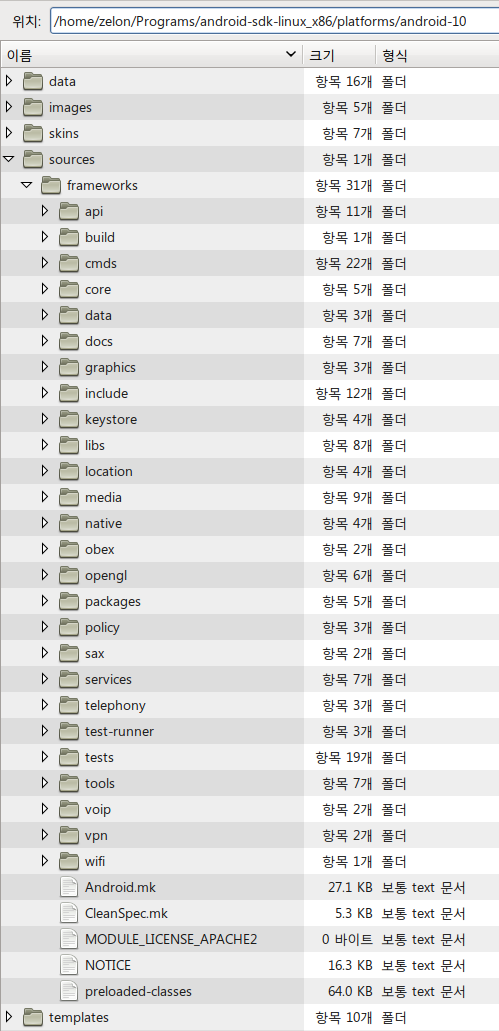 위치: /home/zelon/Programs/android-sdk-linux_x86/platforms/android-10
이름 크기 형식
data 항목 16개 폴더
images 항목 5개 폴더
skins 항목 7개 폴더
sources 항목 1개 폴더
frameworks 항목 31개 폴더
api 항목 11개 폴더
build 항목 1개 폴더
cmds 항목 22개 폴더
core 항목 5개 폴더
data 항목 3개 폴더
docs 항목 7개 폴더
graphics 항목 3개 폴더
include 항목 12개 폴더
keystore 항목 4개 폴더
libs 항목 8개 폴더
location 항목 4개 폴더
media 항목 9개 폴더
native 항목 4개 폴더
obex 항목 2개 폴더
opengl 항목 6개 폴더
packages 항목 5개 폴더
policy 항목 3개 폴더
sax 항목 2개 폴더
services 항목 7개 폴더
telephony 항목 3개 폴더
test-runner 항목 3개 폴더
tests 항목 19개 폴더
tools 항목 7개 폴더
voip 항목 2개 폴더
vpn 항목 2개 폴더
wifi 항목 1개 폴더
Android.mk 27.1 KB 보통 text 문서
CleanSpec.mk 5.3 KB 보통 text 문서
MODULE_LICENSE_APACHE2 0 바이트 보통 text 문서
NOTICE 16.3 KB 보통 text 문서
preloaded-classes 64.0 KB 보통 text 문서
templates 항목 10개 폴더